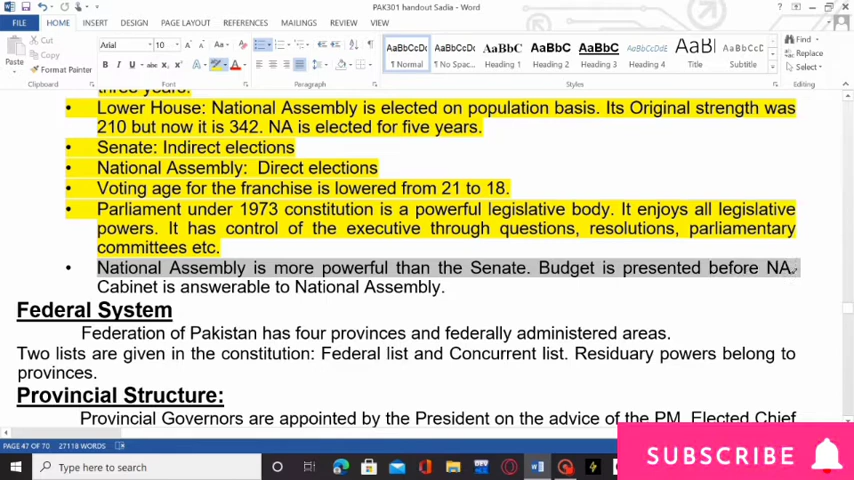 PAK301 handout Sadia - Word
FILE HOME INSERT DESIGN PAGE LAYOUT REFERENCES MAILINGS REVIEW VIEW
Cut
Copy
Format Painter
Paste
Arial 10
AaBbCcDc AaBbCcDc AaBbC AaBbC AaBbC AaBbCcDdE AaBl AaBbCcD
¶ Normal ¶ No Spac... Heading 1 Heading 2 Heading 3 Heading 4 Title Subtitle
Find
Replace
Select
Clipboard Font Paragraph Styles Editing
three years.
• Lower House: National Assembly is elected on population basis. Its Original strength was
210 but now it is 342. NA is elected for five years.
• Senate: Indirect elections
• National Assembly: Direct elections
• Voting age for the franchise is lowered from 21 to 18.
• Parliament under 1973 constitution is a powerful legislative body. It enjoys all legislative
powers. It has control of the executive through questions, resolutions, parliamentary
committees etc.
• National Assembly is more powerful than the Senate. Budget is presented before NA.
Cabinet is answerable to National Assembly.
Federal System
Federation of Pakistan has four provinces and federally administered areas.
Two lists are given in the constitution: Federal list and Concurrent list. Residuary powers belong to
provinces.
Provincial Structure:
Provincial Governors are appointed by the President on the advice of the PM. Elected Chief
PAGE 47 OF 70 27118 WORDS
Type here to search
SUBSCRIBE